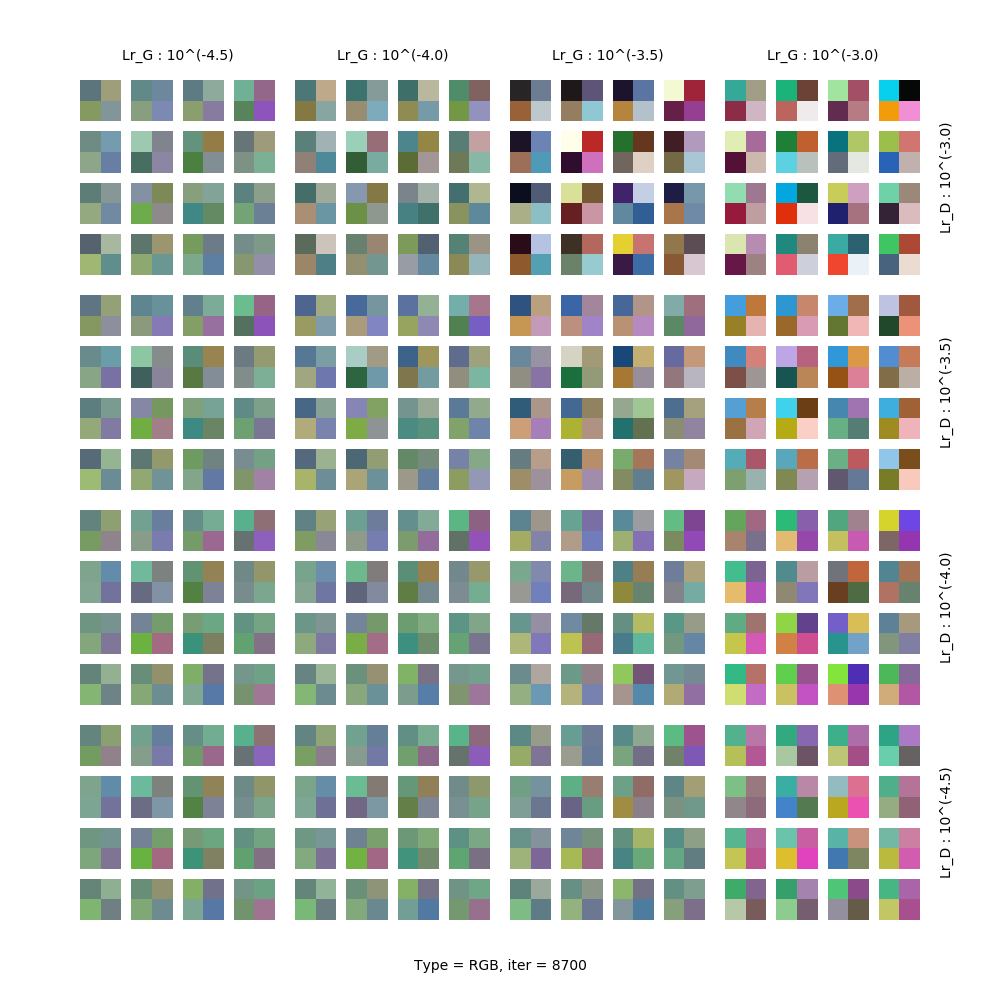 Lr_G : 10^(-4.5)
Lr_G : 10^(-4.0)
Lr_G : 10^(-3.5)
Lr_G : 10^(-3.0)
Lr_D : 10^(-3.0)
Lr_D : 10^(-3.5)
Lr_D : 10^(-4.0)
Lr_D : 10^(-4.5)
Type = RGB, iter = 8700